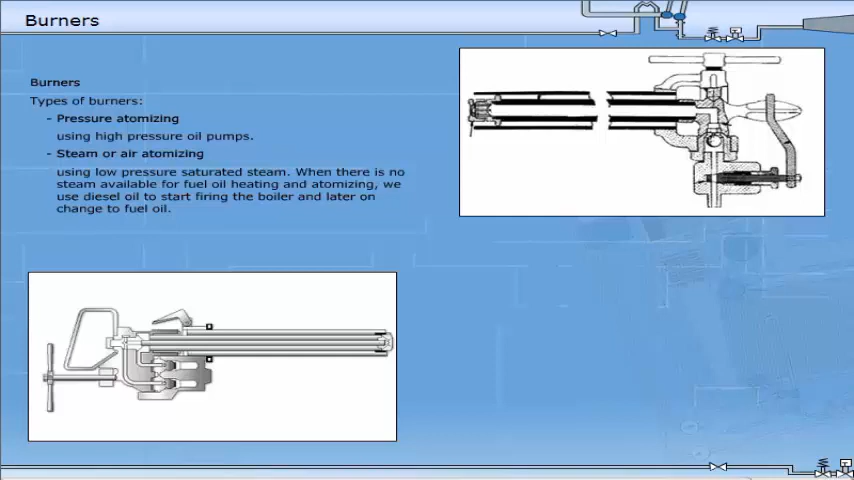 Burners
Burners
Types of burners:
- Pressure atomizing
using high pressure oil pumps.
- Steam or air atomizing
using low pressure saturated steam. When there is no
steam available for fuel oil heating and atomizing, we
use diesel oil to start firing the boiler and later on
change to fuel oil.